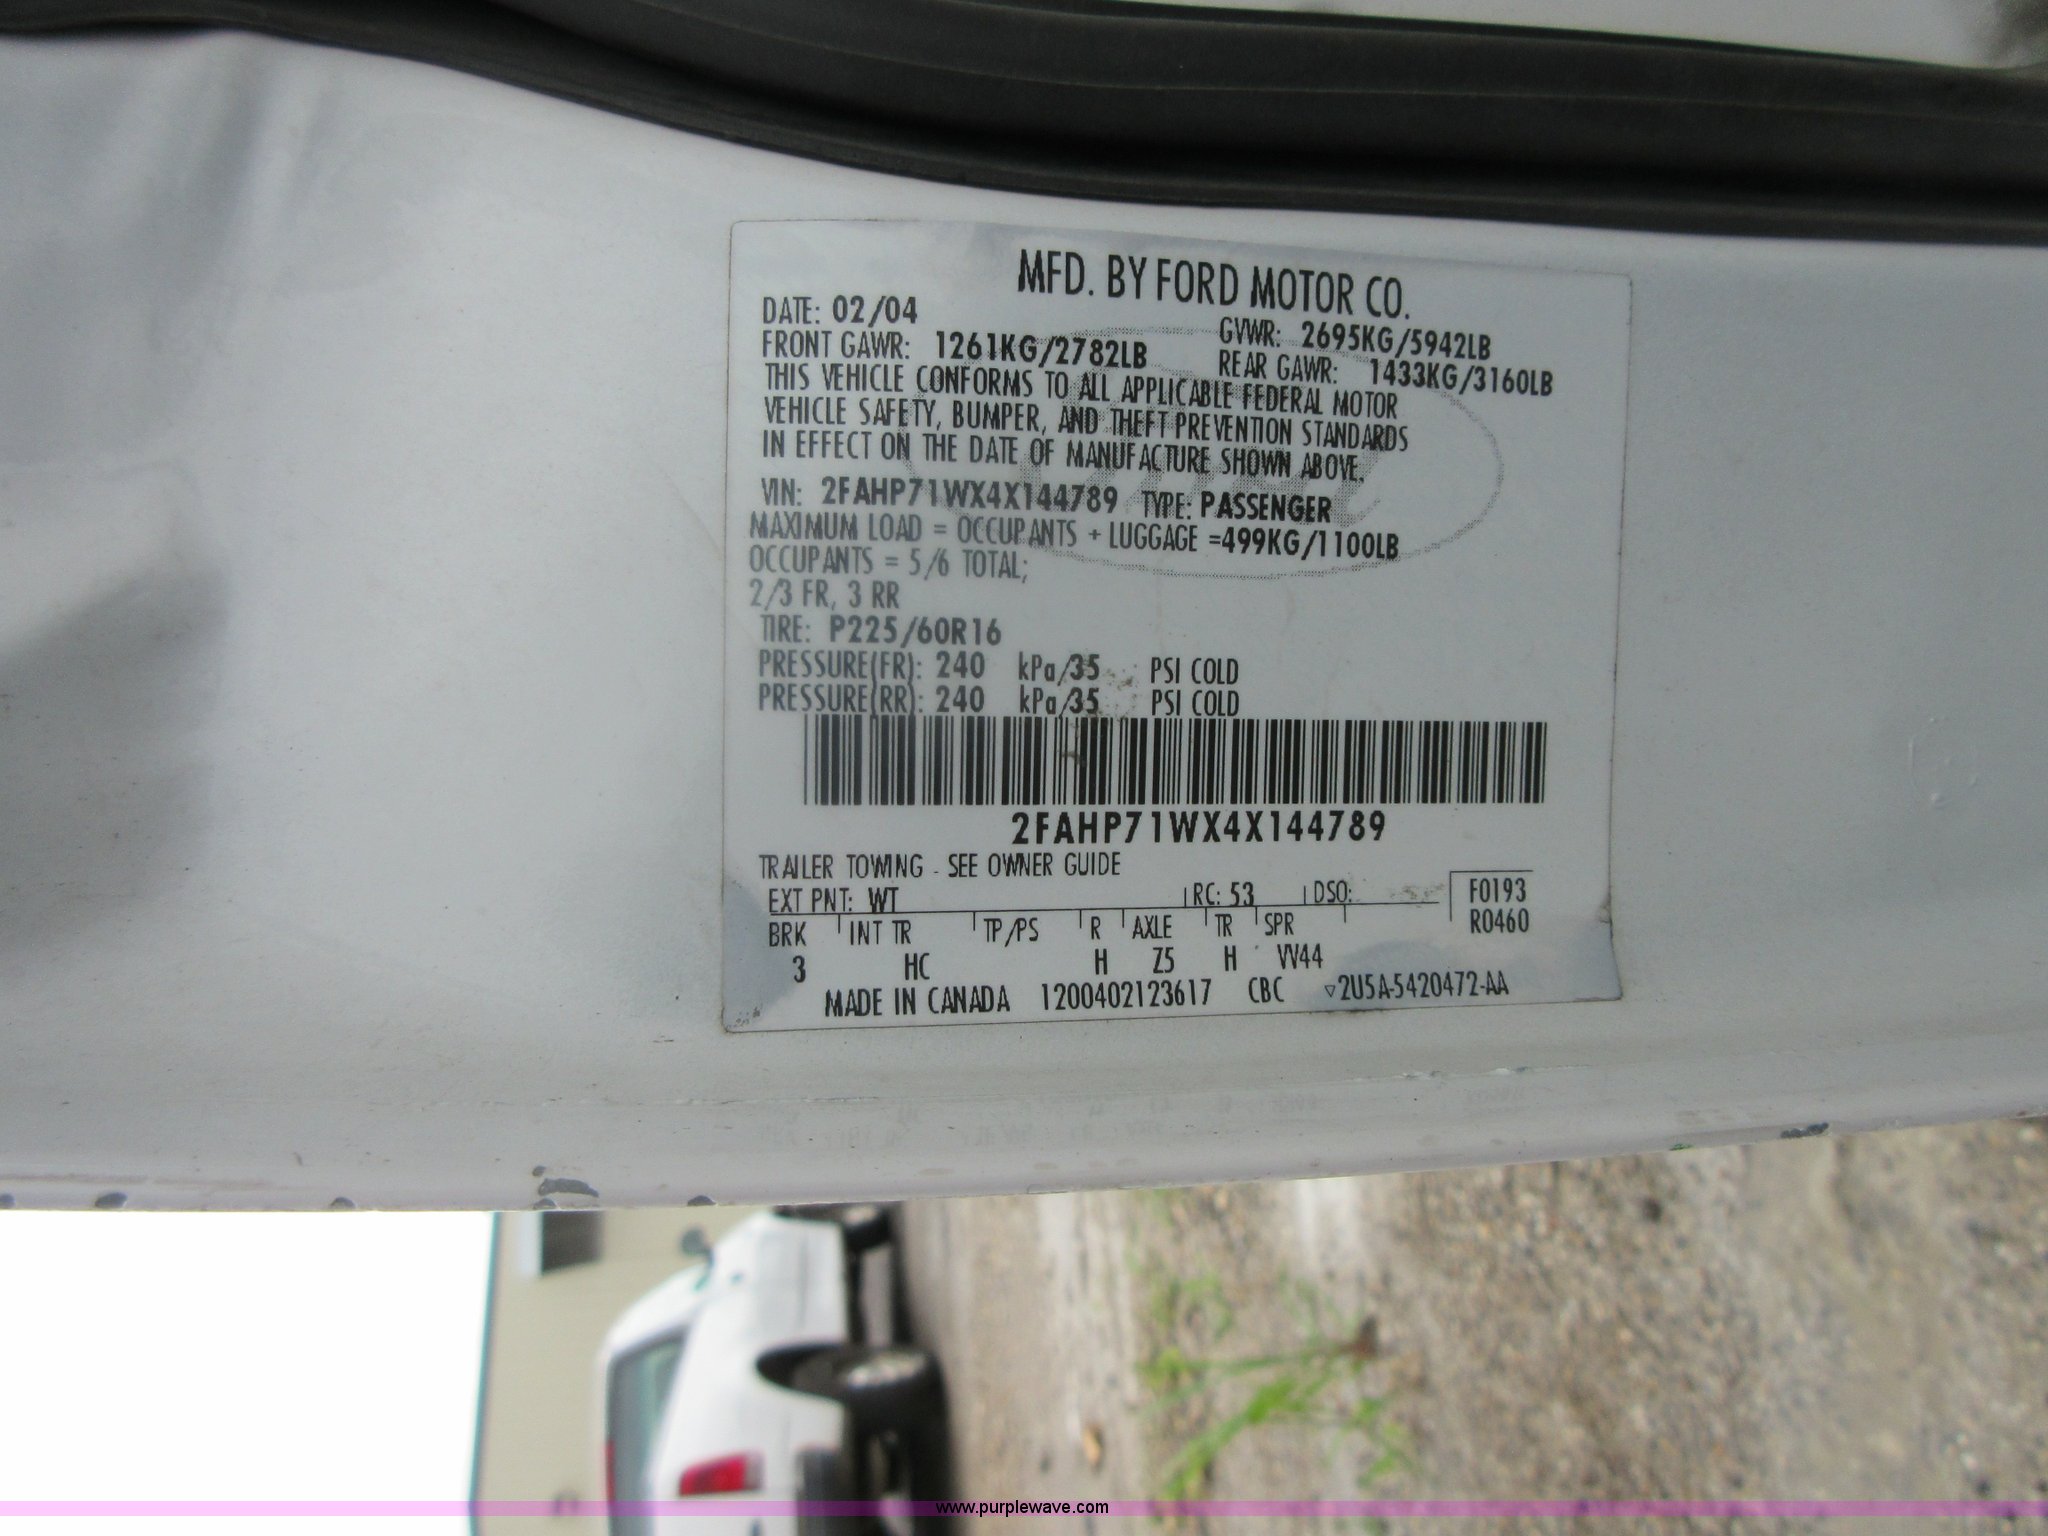 MFD. BY FORD MOTOR CO.
DATE: 02/04 GVWR: 2695KG/5942LB
FRONT GAWR: 1261KG/2782LB REAR GAWR: 1433KG/3160LB
THIS VEHICLE CONFORMS TO ALL APPLICABLE FEDERAL MOTOR
VEHICLE SAFETY, BUMPER, AND THEFT PREVENTION STANDARDS
IN EFFECT ON THE DATE OF MANUFACTURE SHOWN ABOVE.
VIN: 2FAHP71WX4X144789 TYPE: PASSENGER
MAXIMUM LOAD = OCCUPANTS + LUGGAGE =499KG/1100LB
OCCUPANTS = 5/6 TOTAL;
2/3 FR, 3 RR
TIRE: P225/60R16
PRESSURE(FR): 240 kPa/35 PSI COLD
PRESSURE(RR): 240 kPa/35 PSI COLD
2FAHP71WX4X144789
TRAILER TOWING - SEE OWNER GUIDE
EXT PNT: WT RC: 53 DSO: F0193
BRK INT TR TP/PS R AXLE TR SPR R0460
3 HC H Z5 H VV44
MADE IN CANADA 1200402123617 CBC ▽2U5A-5420472-AA
www.purplewave.com